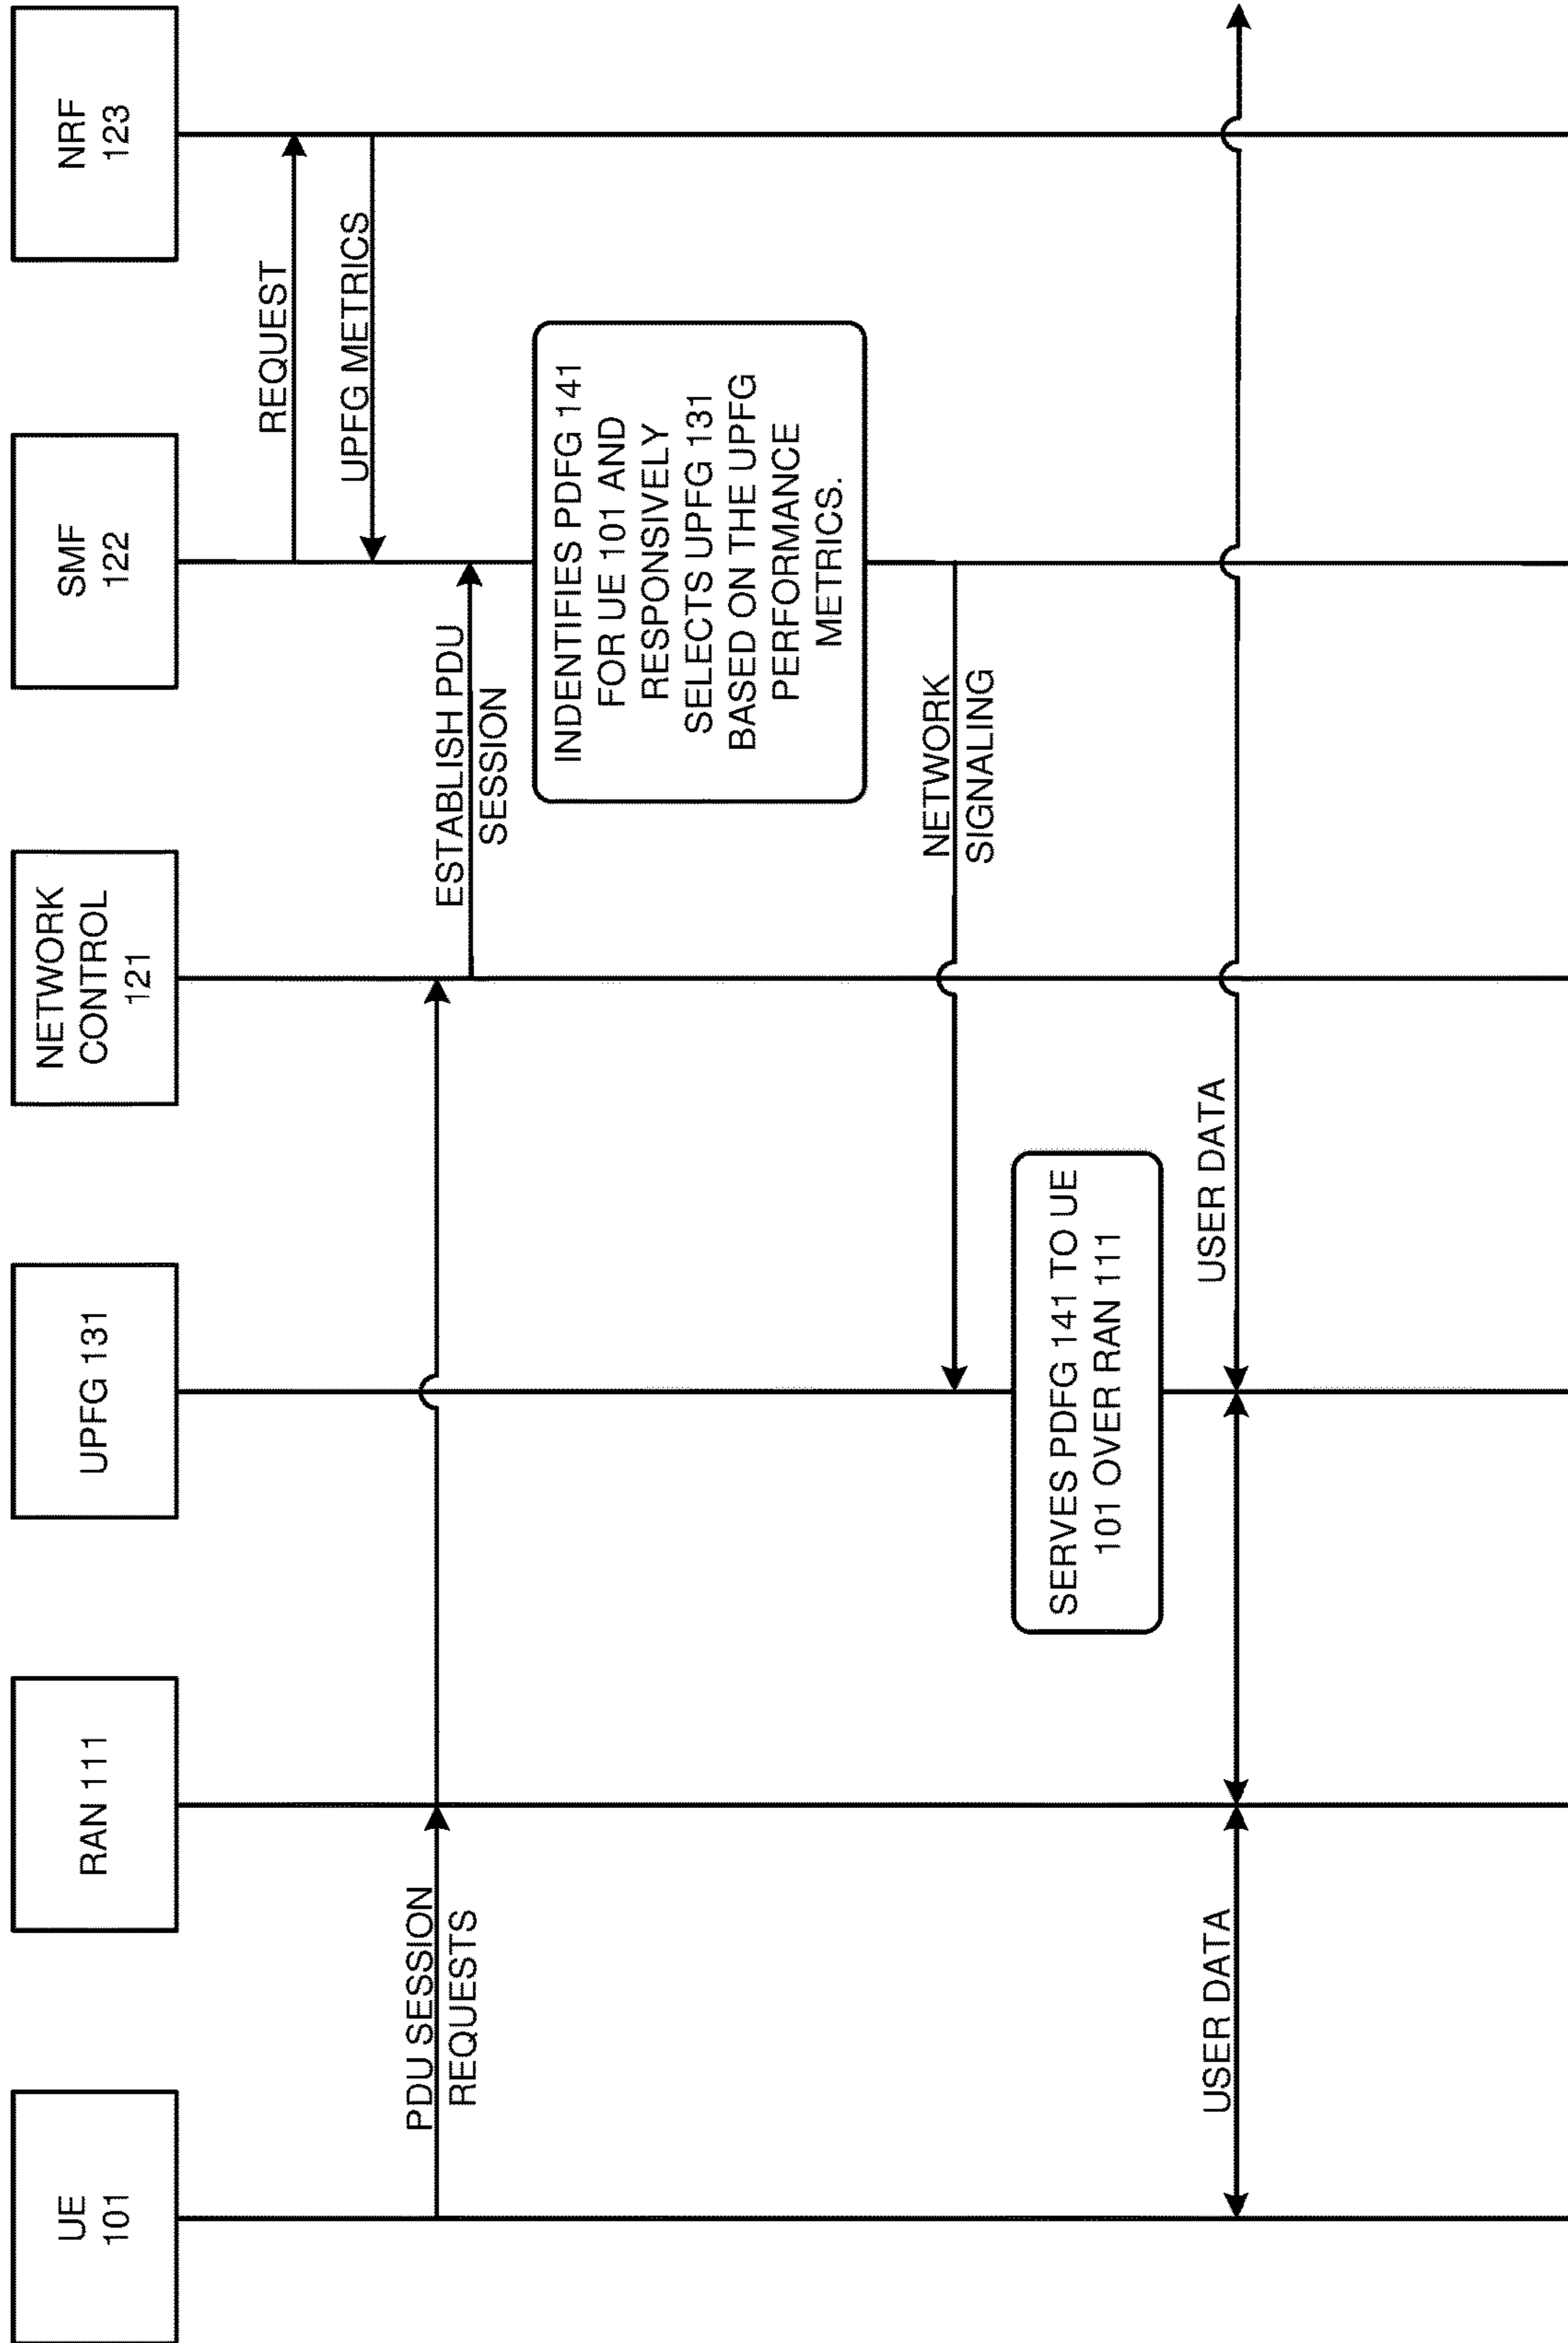 UE
101
RAN 111
UPFG 131
NETWORK
CONTROL
121
SMF
122
NRF
123
REQUEST
UPFG METRICS
PDU SESSION
REQUESTS
ESTABLISH PDU
SESSION
INDENTIFIES PDFG 141
FOR UE 101 AND
RESPONSIVELY
SELECTS UPFG 131
BASED ON THE UPFG
PERFORMANCE
METRICS.
NETWORK
SIGNALING
SERVES PDFG 141 TO UE
101 OVER RAN 111
USER DATA
USER DATA